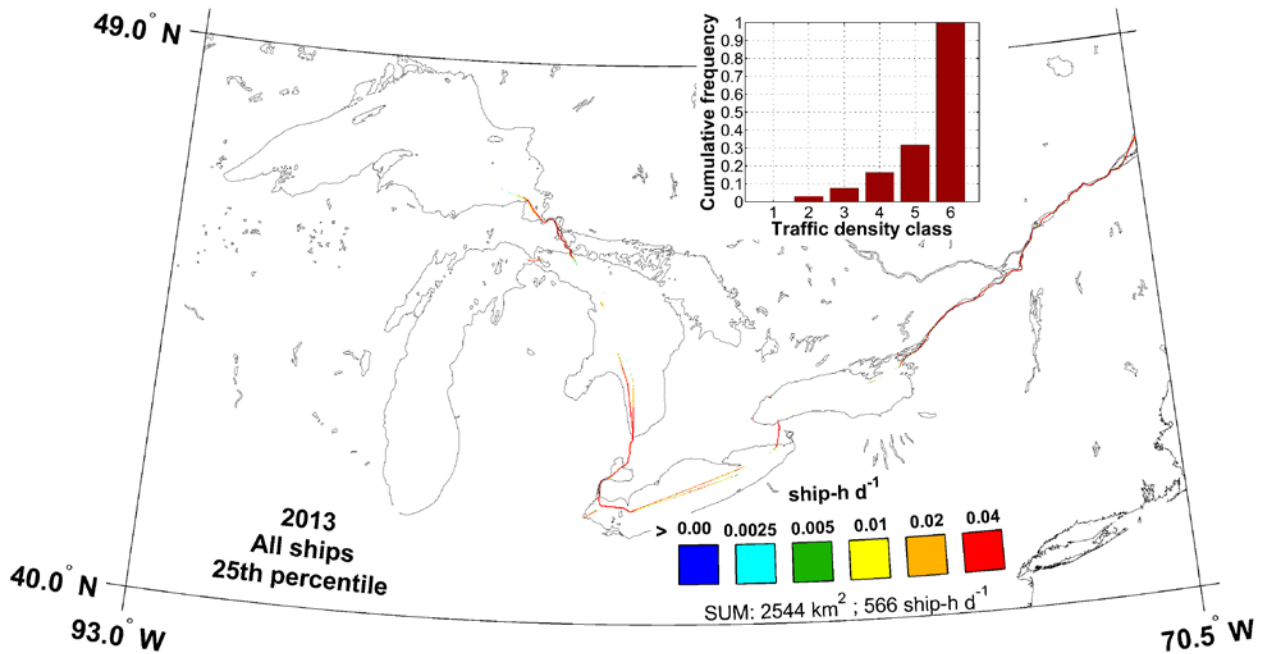 49.0° N
Cumulative frequency
1
0.9
0.8
0.7
0.6
0.5
0.4
0.3
0.2
0.1
0
1 2 3 4 5 6
Traffic density class
2013
All ships
25th percentile
ship-h d⁻¹
> 0.00 0.0025 0.005 0.01 0.02 0.04
SUM: 2544 km² ; 566 ship-h d⁻¹
40.0° N
93.0° W
70.5° W